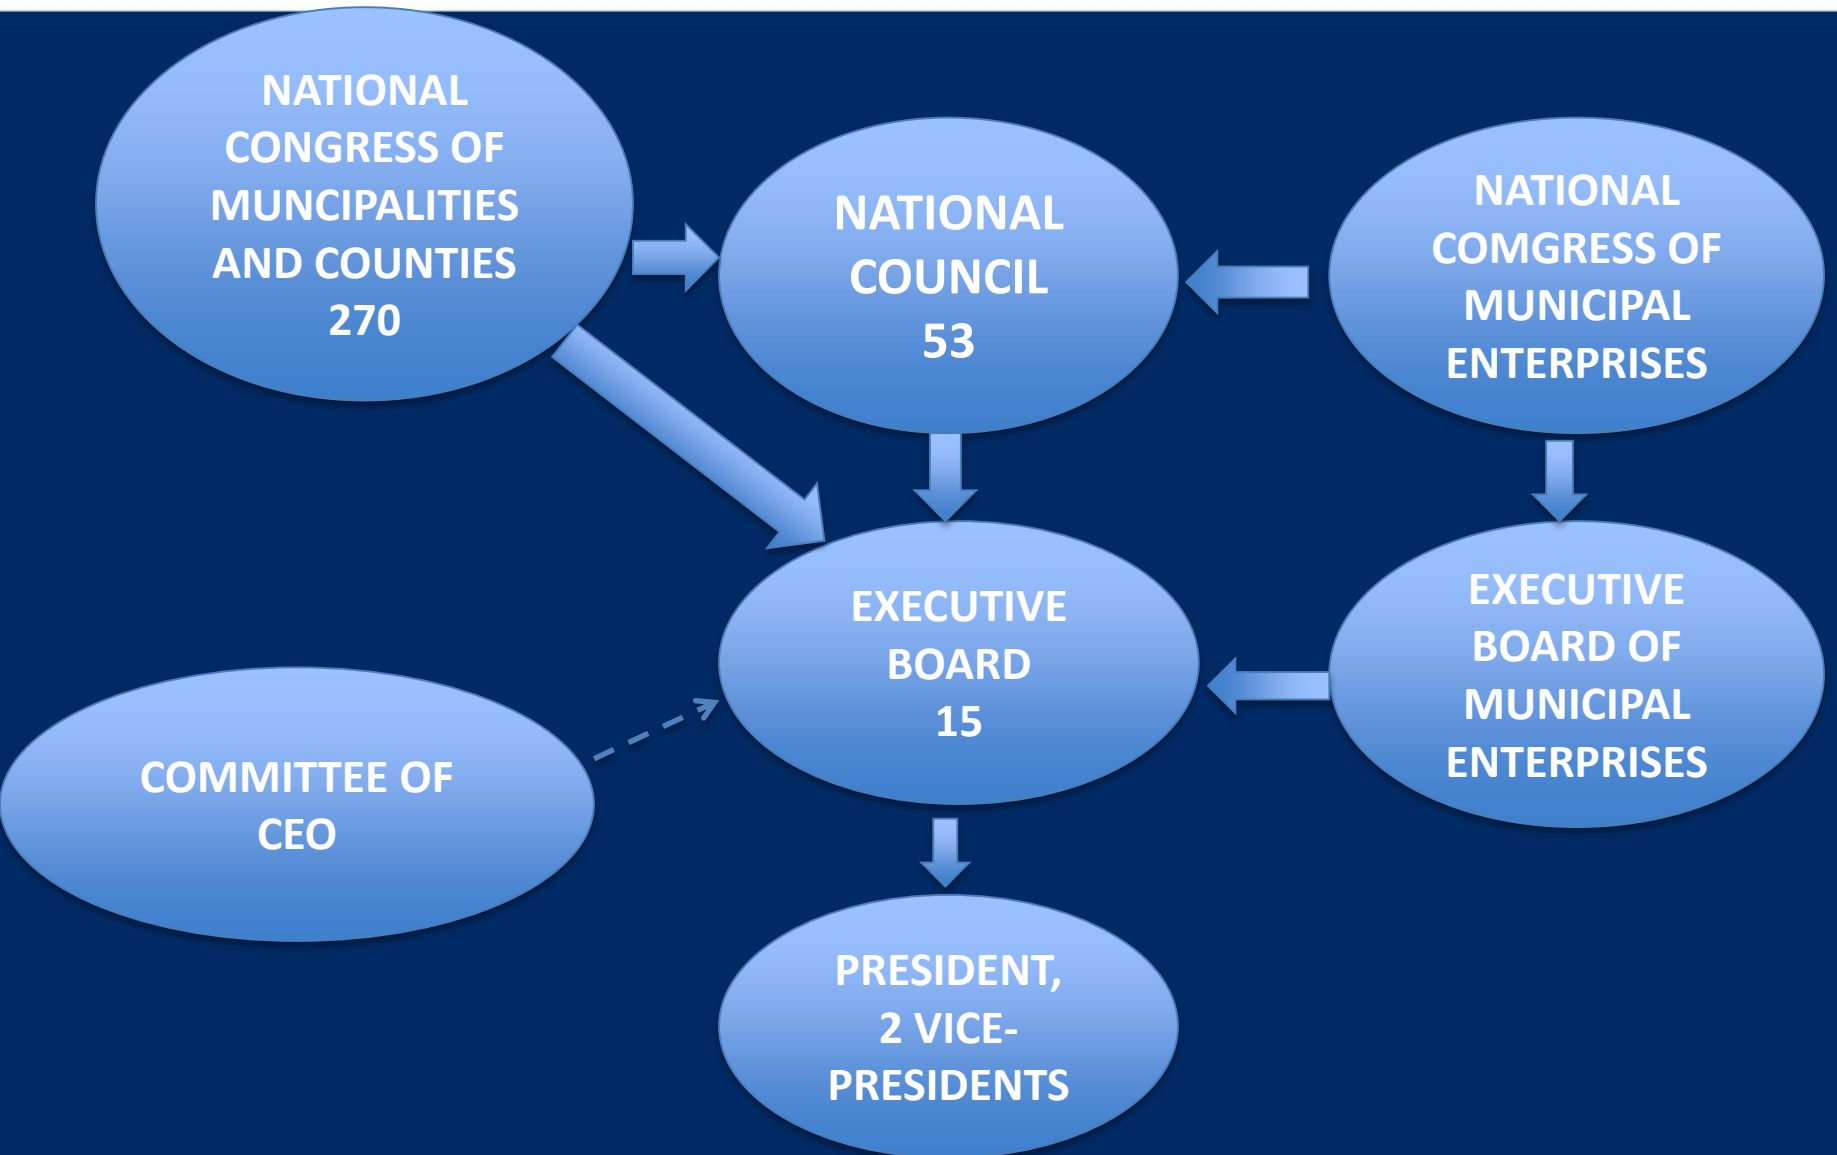 NATIONAL
CONGRESS OF
MUNCIPALITIES
AND COUNTIES
270
NATIONAL
COUNCIL
53
NATIONAL
COMGRESS OF
MUNICIPAL
ENTERPRISES
EXECUTIVE
BOARD
15
EXECUTIVE
BOARD OF
MUNICIPAL
ENTERPRISES
COMMITTEE OF
CEO
PRESIDENT,
2 VICE-
PRESIDENTS